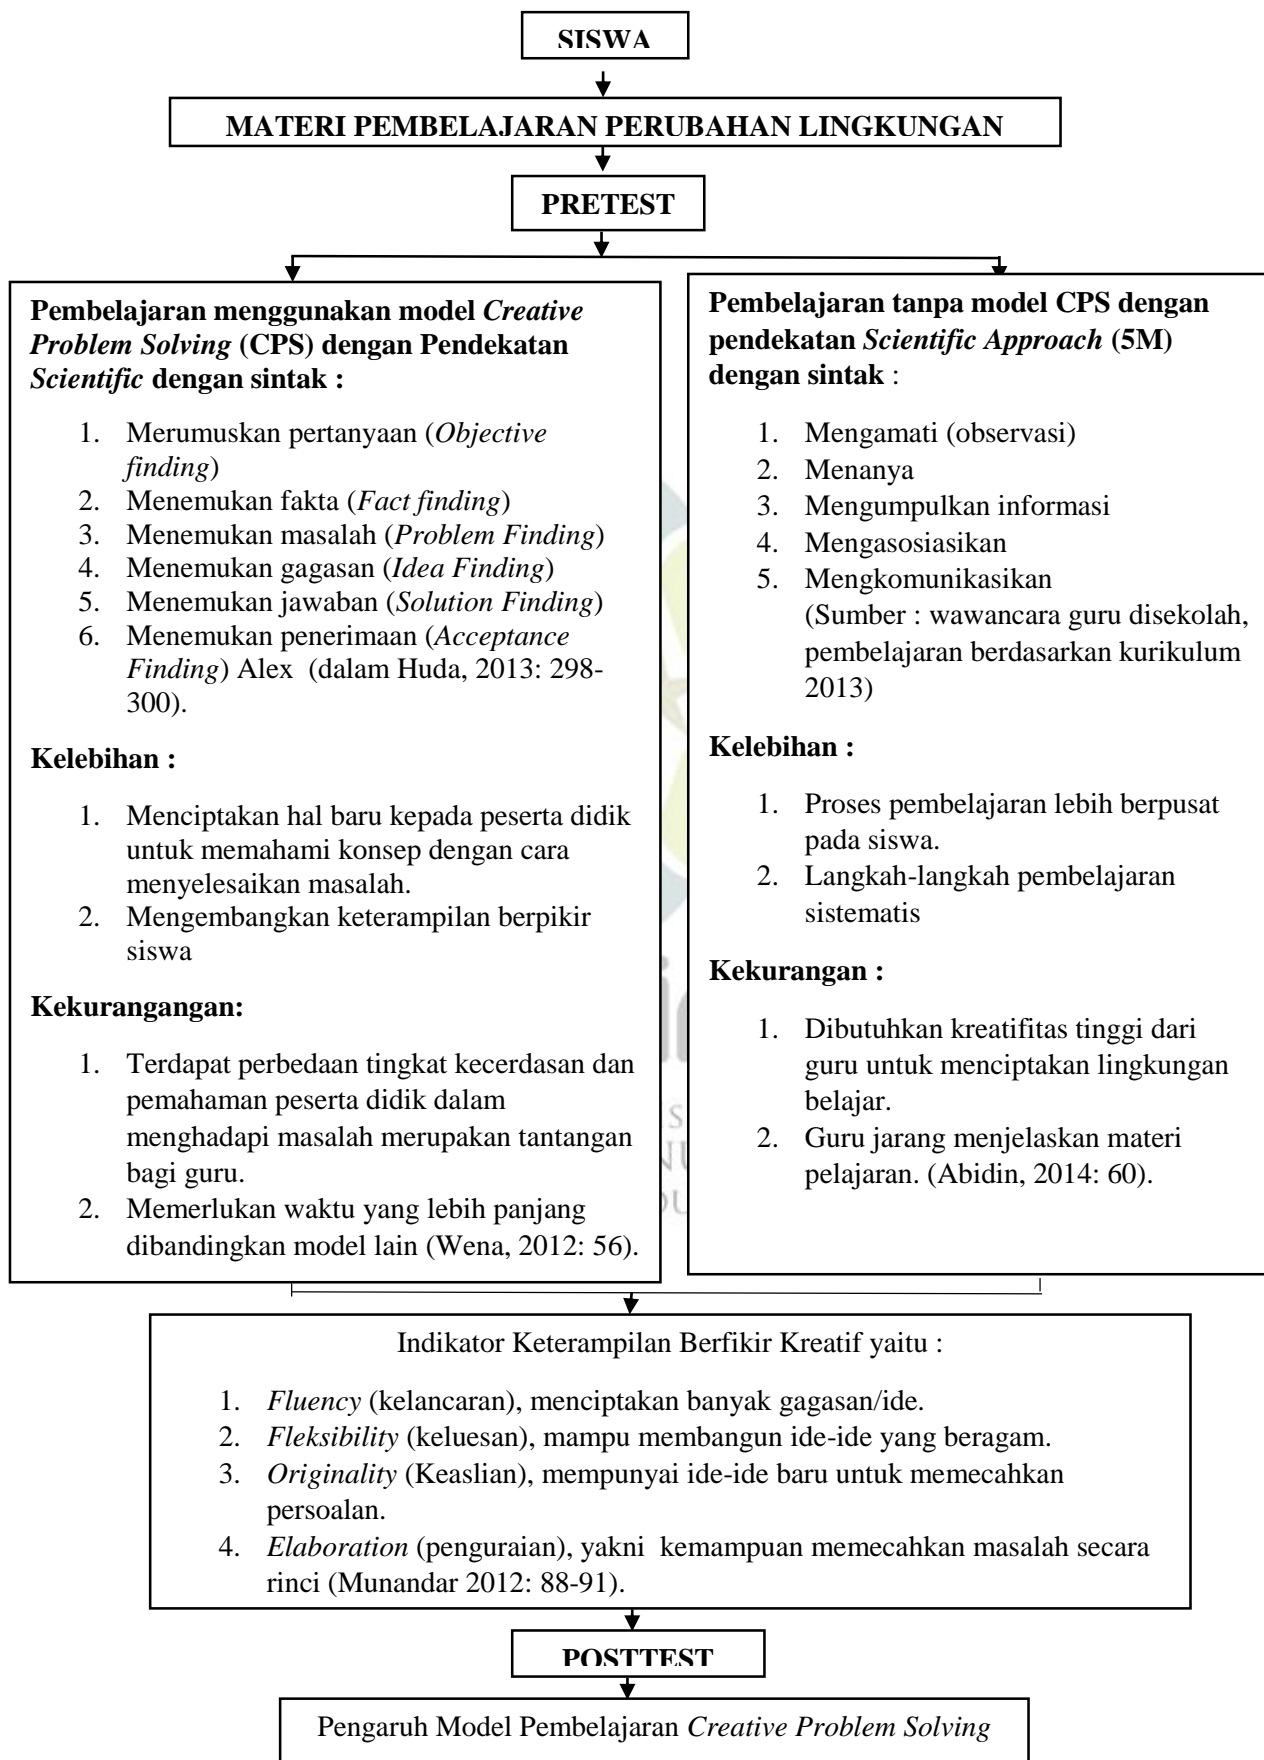 SISWA
MATERI PEMBELAJARAN PERUBAHAN LINGKUNGAN
PRETEST
Pembelajaran menggunakan model Creative
Problem Solving (CPS) dengan Pendekatan
Scientific dengan sintak :
1. Merumuskan pertanyaan (Objective
finding)
2. Menemukan fakta (Fact finding)
3. Menemukan masalah (Problem Finding)
4. Menemukan gagasan (Idea Finding)
5. Menemukan jawaban (Solution Finding)
6. Menemukan penerimaan (Acceptance
Finding) Alex (dalam Huda, 2013: 298-
300).
Kelebihan :
1. Menciptakan hal baru kepada peserta didik
untuk memahami konsep dengan cara
menyelesaikan masalah.
2. Mengembangkan keterampilan berpikir
siswa
Kekurangangan:
1. Terdapat perbedaan tingkat kecerdasan dan
pemahaman peserta didik dalam
menghadapi masalah merupakan tantangan
bagi guru.
2. Memerlukan waktu yang lebih panjang
dibandingkan model lain (Wena, 2012: 56).
Pembelajaran tanpa model CPS dengan
pendekatan Scientific Approach (5M)
dengan sintak :
1. Mengamati (observasi)
2. Menanya
3. Mengumpulkan informasi
4. Mengasosiasikan
5. Mengkomunikasikan
(Sumber : wawancara guru disekolah,
pembelajaran berdasarkan kurikulum
2013)
Kelebihan :
1. Proses pembelajaran lebih berpusat
pada siswa.
2. Langkah-langkah pembelajaran
sistematis
Kekurangan :
1. Dibutuhkan kreatifitas tinggi dari
guru untuk menciptakan lingkungan
belajar.
2. Guru jarang menjelaskan materi
pelajaran. (Abidin, 2014: 60).
Indikator Keterampilan Berfikir Kreatif yaitu :
1. Fluency (kelancaran), menciptakan banyak gagasan/ide.
2. Fleksibility (keluesan), mampu membangun ide-ide yang beragam.
3. Originality (Keaslian), mempunyai ide-ide baru untuk memecahkan
persoalan.
4. Elaboration (penguraian), yakni kemampuan memecahkan masalah secara
rinci (Munandar 2012: 88-91).
POSTTEST
Pengaruh Model Pembelajaran Creative Problem Solving